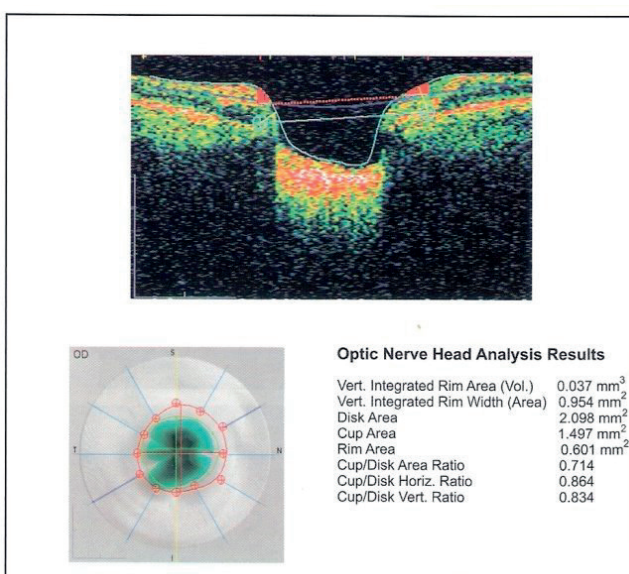 OD
S
T
N
I
Optic Nerve Head Analysis Results
Vert. Integrated Rim Area (Vol.) 0.037 mm³
Vert. Integrated Rim Width (Area) 0.954 mm²
Disk Area 2.098 mm²
Cup Area 1.497 mm²
Rim Area 0.601 mm²
Cup/Disk Area Ratio 0.714
Cup/Disk Horiz. Ratio 0.864
Cup/Disk Vert. Ratio 0.834